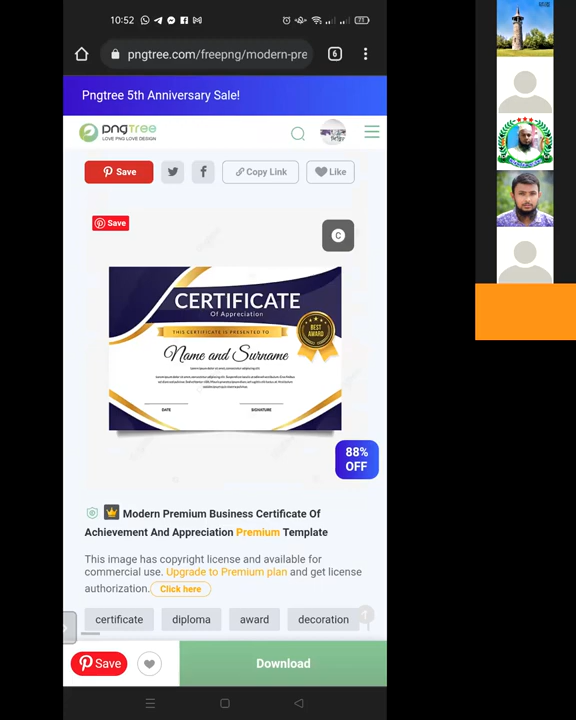 10:52
71
pngtree.com/freepng/modern-pre
6
Pngtree 5th Anniversary Sale!
pngtree
LOVE PNG LOVE DESIGN
Save
Copy Link
Like
Save
C
CERTIFICATE
Of Appreciation
THIS CERTIFICATE IS PRESENTED TO
BEST
AWARD
Name and Surname
DATE
SIGNATURE
88%
OFF
Modern Premium Business Certificate Of
Achievement And Appreciation Premium Template
This image has copyright license and available for
commercial use. Upgrade to Premium plan and get license
authorization. Click here
certificate
diploma
award
decoration
Save
Download